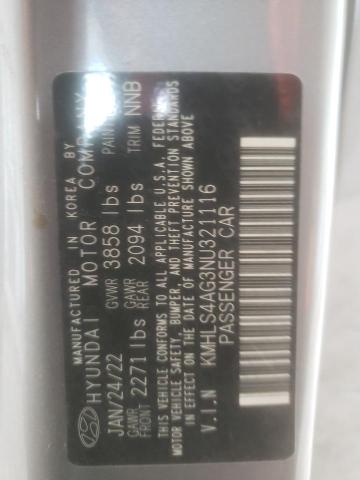 MANUFACTURED IN KOREA BY
HYUNDAI MOTOR COMPANY
JAN/24/22 GVWR 3858 lbs PAINT
GAWR FRONT 2271 lbs GAWR REAR 2094 lbs TRIM NNB
THIS VEHICLE CONFORMS TO ALL APPLICABLE U.S.A. FEDERAL
MOTOR VEHICLE SAFETY, BUMPER, AND THEFT PREVENTION STANDARDS
IN EFFECT ON THE DATE OF MANUFACTURE SHOWN ABOVE
V.I.N KMHLS4AG3NU321116
PASSENGER CAR